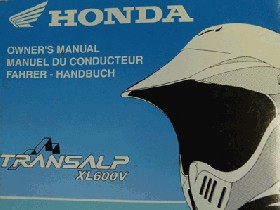 HONDA
OWNER'S MANUAL
MANUEL DU CONDUCTEUR
FAHRER - HANDBUCH
TRANSALP
XL600V